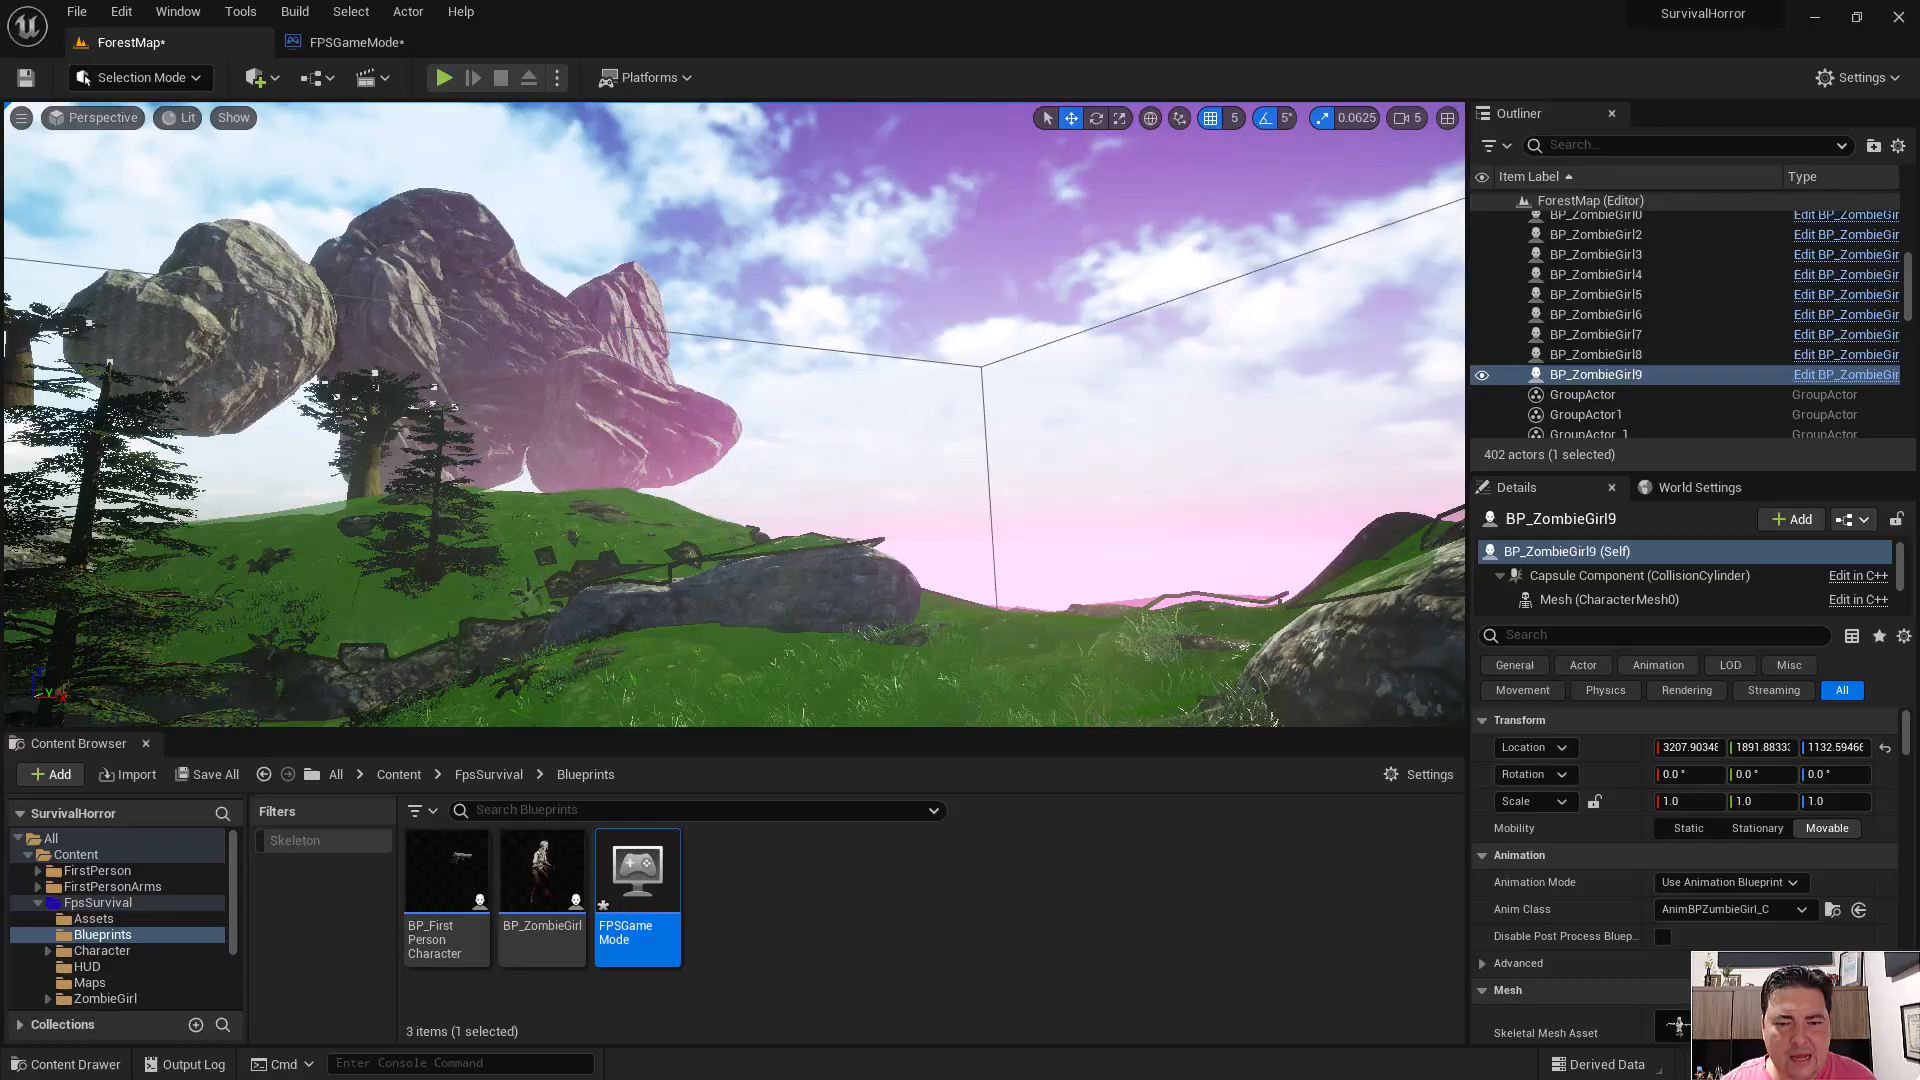 File Edit Window Tools Build Select Actor Help
SurvivalHorror
ForestMap*
FPSGameMode*
Selection Mode
Platforms
Settings
Perspective
Lit
Show
5
5°
0.0625
5
Outliner
Search...
Item Label
Type
ForestMap (Editor)
BP_ZombieGirl0 Edit BP_ZombieGir
BP_ZombieGirl2 Edit BP_ZombieGir
BP_ZombieGirl3 Edit BP_ZombieGir
BP_ZombieGirl4 Edit BP_ZombieGir
BP_ZombieGirl5 Edit BP_ZombieGir
BP_ZombieGirl6 Edit BP_ZombieGir
BP_ZombieGirl7 Edit BP_ZombieGir
BP_ZombieGirl8 Edit BP_ZombieGir
BP_ZombieGirl9 Edit BP_ZombieGir
GroupActor GroupActor
GroupActor1 GroupActor
GroupActor_1 GroupActor
402 actors (1 selected)
Details
World Settings
BP_ZombieGirl9
Add
BP_ZombieGirl9 (Self)
Capsule Component (CollisionCylinder) Edit in C++
Mesh (CharacterMesh0) Edit in C++
Search
General Actor Animation LOD Misc
Movement Physics Rendering Streaming All
Transform
Location 3207.90348 1891.88333 1132.59466
Rotation 0.0 ° 0.0 ° 0.0 °
Scale 1.0 1.0 1.0
Mobility Static Stationary Movable
Animation
Animation Mode Use Animation Blueprint
Anim Class AnimBPZumbieGirl_C
Disable Post Process Bluep...
Advanced
Mesh
Skeletal Mesh Asset
Derived Data
Y
X
Content Browser
Add
Import
Save All
All
Content
FpsSurvival
Blueprints
Settings
SurvivalHorror
All
Content
FirstPerson
FirstPersonArms
FpsSurvival
Assets
Blueprints
Character
HUD
Maps
ZombieGirl
Collections
Filters
Skeleton
Search Blueprints
BP_First
Person
Character
BP_ZombieGirl
FPSGame
Mode
3 items (1 selected)
Content Drawer
Output Log
Cmd
Enter Console Command